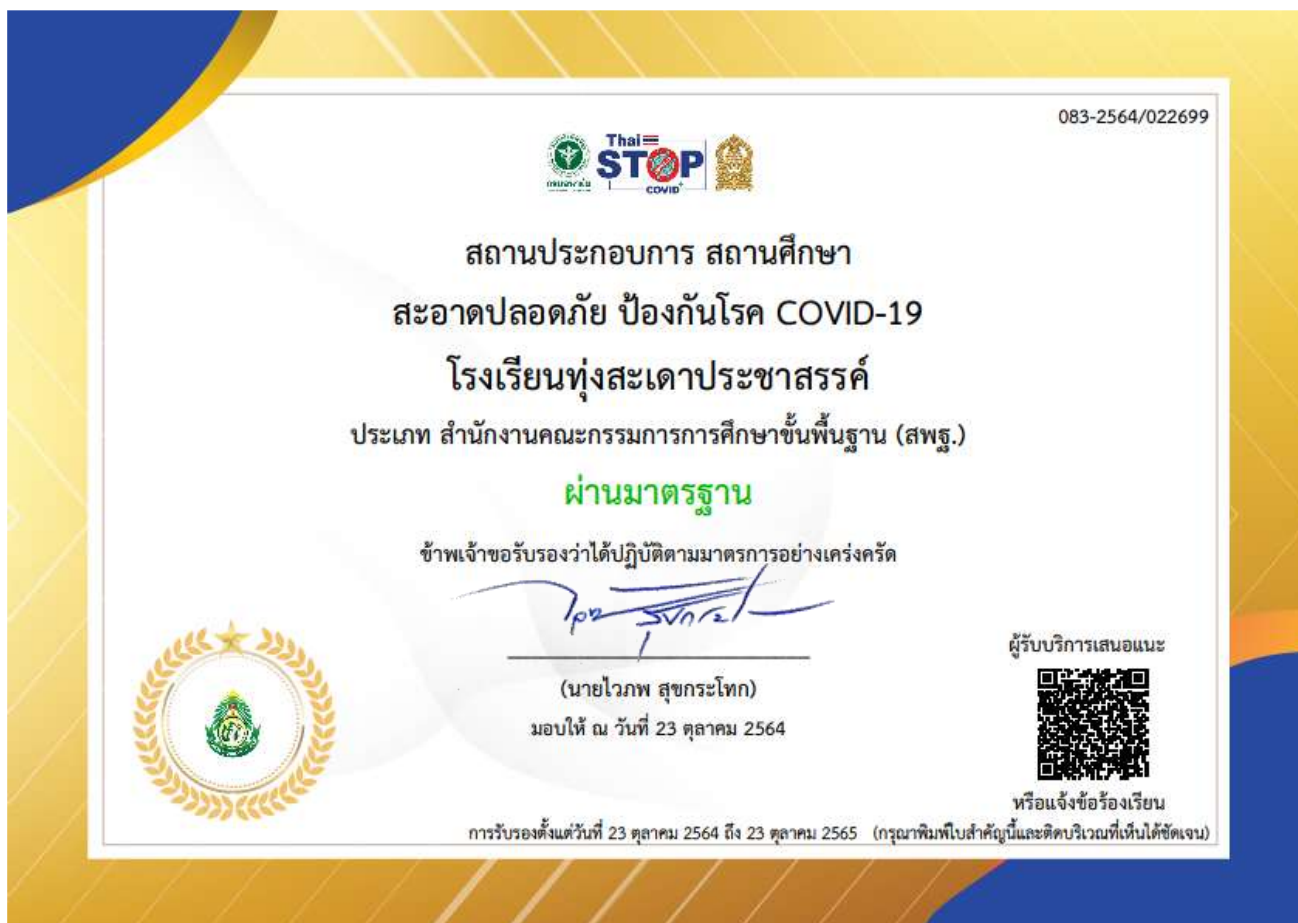 083-2564/022699
กรมอนามัย
Thai
STOP
COVID+
สถานประกอบการ สถานศึกษา
สะอาดปลอดภัย ป้องกันโรค COVID-19
โรงเรียนทุ่งสะเดาประชาสรรค์
ประเภท สำนักงานคณะกรรมการการศึกษาขั้นพื้นฐาน (สพฐ.)
ผ่านมาตรฐาน
ข้าพเจ้าขอรับรองว่าได้ปฏิบัติตามมาตรการอย่างเคร่งครัด
(นายไวภพ สุขกระโทก)
มอบให้ ณ วันที่ 23 ตุลาคม 2564
ผู้รับบริการเสนอแนะ
หรือแจ้งข้อร้องเรียน
การรับรองตั้งแต่วันที่ 23 ตุลาคม 2564 ถึง 23 ตุลาคม 2565 (กรุณาพิมพ์ใบสำคัญนี้และติดบริเวณที่เห็นได้ชัดเจน)